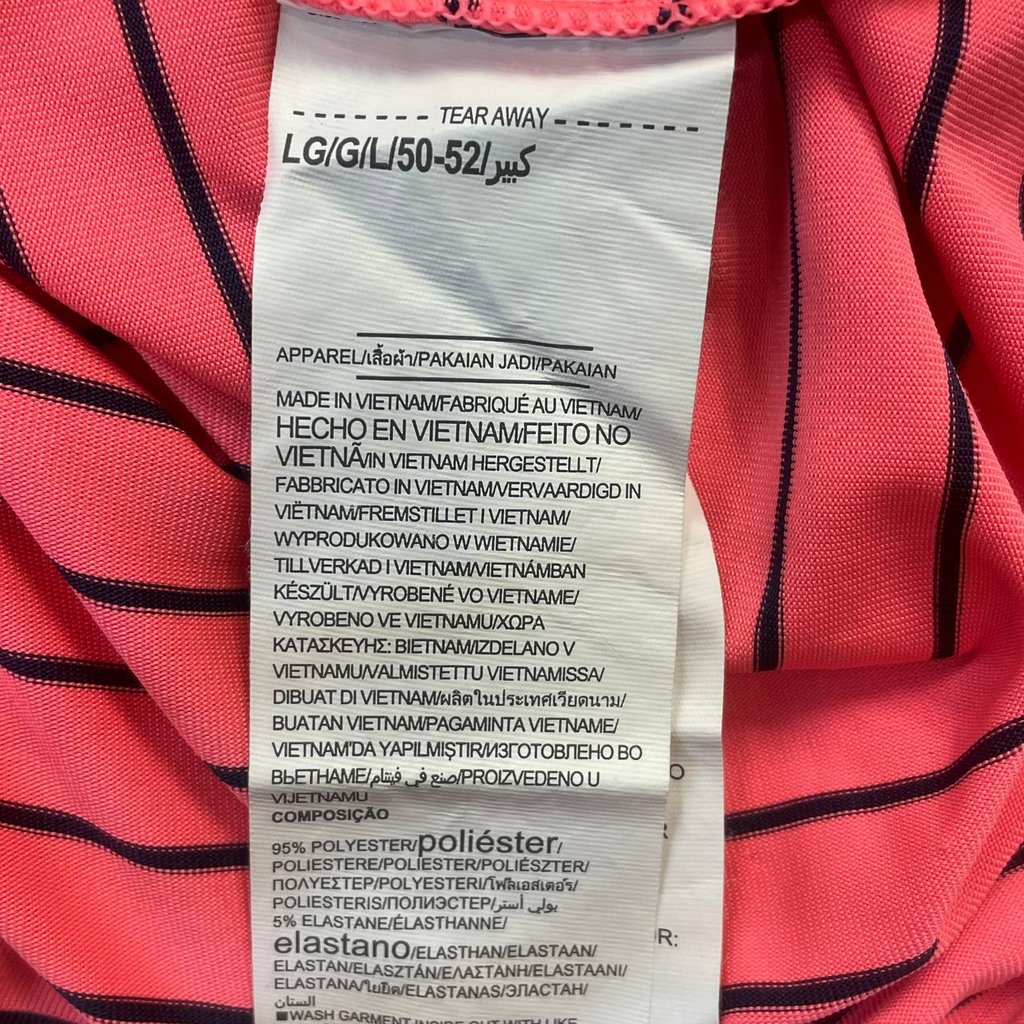 TEAR AWAY
LG/G/L/50-52/كبير
APPAREL/เสื้อผ้า/PAKAIAN JADI/PAKAIAN
MADE IN VIETNAM/FABRIQUÉ AU VIETNAM/
HECHO EN VIETNAM/FEITO NO
VIETNÃ/IN VIETNAM HERGESTELLT/
FABBRICATO IN VIETNAM/VERVAARDIGD IN
VIËTNAM/FREMSTILLET I VIETNAM/
WYPRODUKOWANO W WIETNAMIE/
TILLVERKAD I VIETNAM/VIETNÁMBAN
KÉSZÜLT/VYROBENÉ VO VIETNAME/
VYROBENO VE VIETNAMU/ΧΩΡΑ
ΚΑΤΑΣΚΕΥΗΣ: ΒΙΕΤΝΑΜ/IZDELANO V
VIETNAMU/VALMISTETTU VIETNAMISSA/
DIBUAT DI VIETNAM/ผลิตในประเทศเวียดนาม/
BUATAN VIETNAM/PAGAMINTA VIETNAME/
VIETNAM'DA YAPILMIŞTIR/ИЗГОТОВЛЕНО ВО
ВЬЕТНАМЕ/صنع في فيتنام/PROIZVEDENO U
VIJETNAMU
COMPOSIÇÃO
95% POLYESTER/poliéster/
POLIESTERE/POLIESTER/POLIÉSZTER/
ΠΟΛΥΕΣΤΕΡ/POLYESTERI/โพลีเอสเตอร์/
POLIESTERIS/ПОЛИЭСТЕР/بولي أستر
5% ELASTANE/ÉLASTHANNE/
elastano/ELASTHAN/ELASTAAN/
ELASTAN/ELASZTÁN/ΕΛΑΣΤΑΝΗ/ELASTAANI/
ELASTANA/ใยยืด/ELASTANAS/ЭЛАСТАН/
الستان
WASH GARMENT INSIDE OUT WITH LIKE
O
R
R: